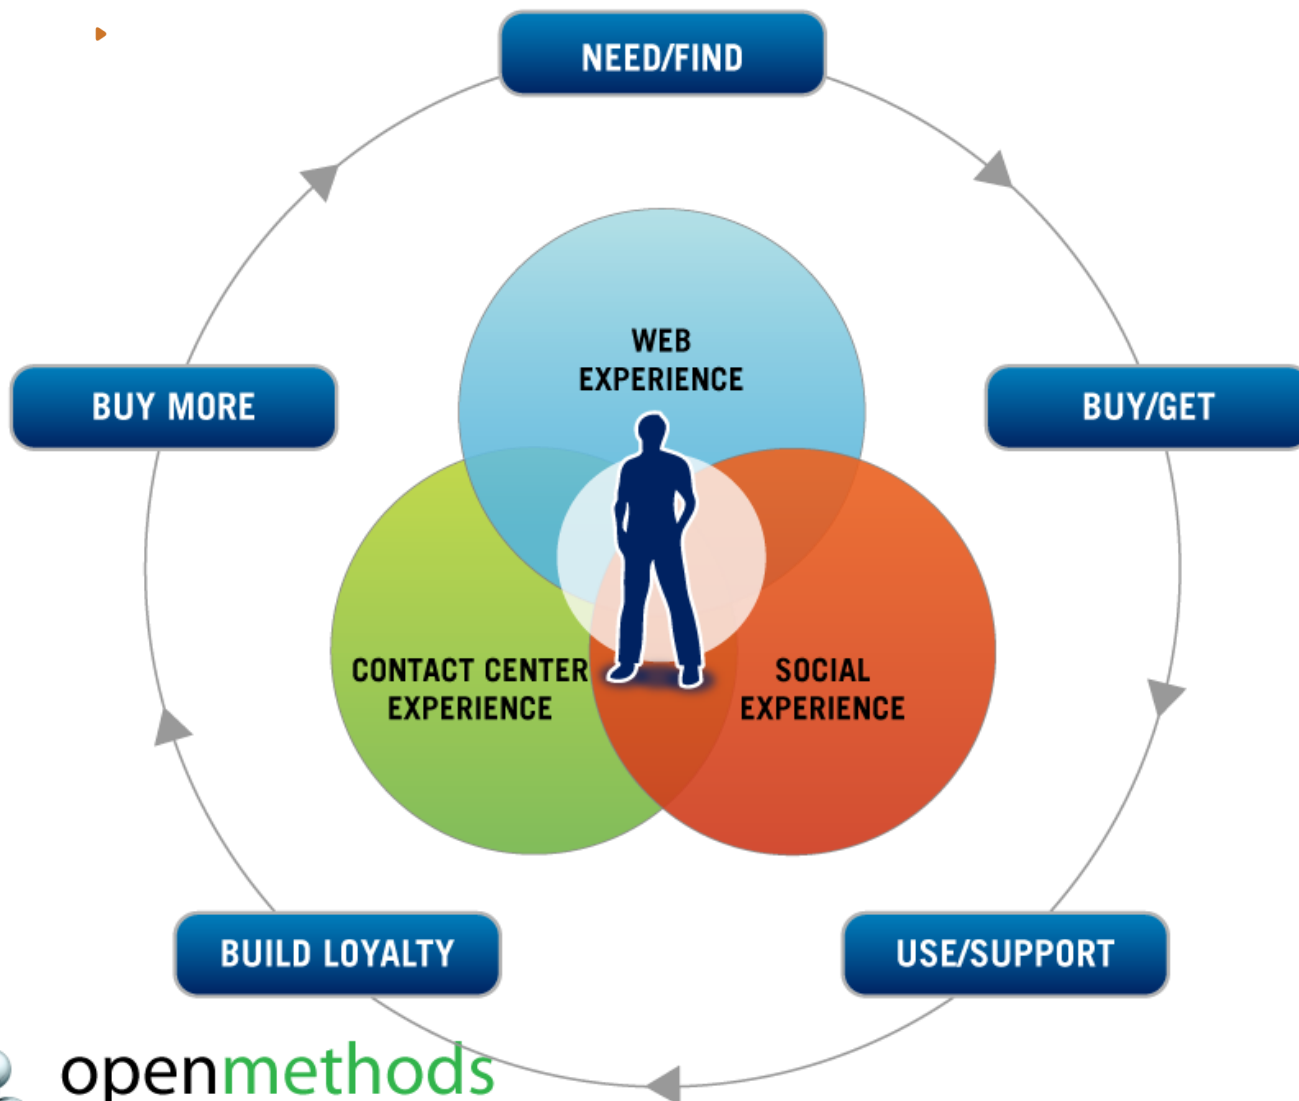 NEED/FIND
WEB
EXPERIENCE
BUY MORE
BUY/GET
CONTACT CENTER
EXPERIENCE
SOCIAL
EXPERIENCE
BUILD LOYALTY
USE/SUPPORT
openmethods